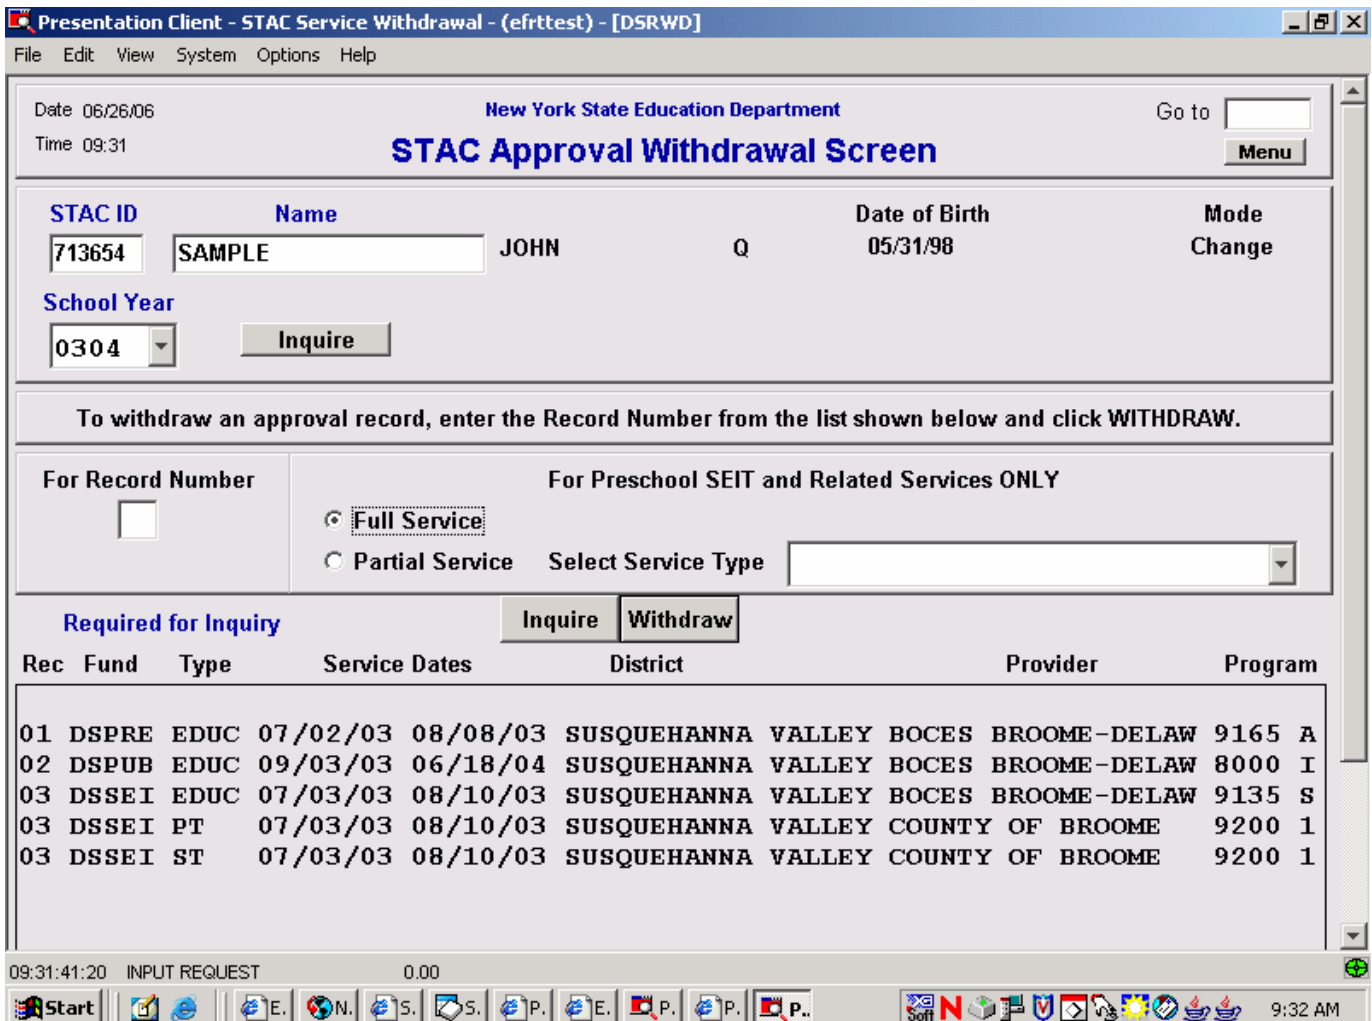 Presentation Client - STAC Service Withdrawal - (efrttest) - [DSRWD]
File Edit View System Options Help
Date 06/26/06 New York State Education Department Go to
Time 09:31 STAC Approval Withdrawal Screen Menu
STAC ID Name Date of Birth Mode
713654 SAMPLE JOHN Q 05/31/98 Change
School Year
0304 Inquire
To withdraw an approval record, enter the Record Number from the list shown below and click WITHDRAW.
For Record Number For Preschool SEIT and Related Services ONLY
Full Service
Partial Service Select Service Type
Required for Inquiry Inquire Withdraw
Rec Fund Type Service Dates District Provider Program
01 DSPRE EDUC 07/02/03 08/08/03 SUSQUEHANNA VALLEY BOCES BROOME-DELAW 9165 A
02 DSPUB EDUC 09/03/03 06/18/04 SUSQUEHANNA VALLEY BOCES BROOME-DELAW 8000 I
03 DSSEI EDUC 07/03/03 08/10/03 SUSQUEHANNA VALLEY BOCES BROOME-DELAW 9135 S
03 DSSEI PT 07/03/03 08/10/03 SUSQUEHANNA VALLEY COUNTY OF BROOME 9200 1
03 DSSEI ST 07/03/03 08/10/03 SUSQUEHANNA VALLEY COUNTY OF BROOME 9200 1
09:31:41:20 INPUT REQUEST 0.00
Start E. N. S. S. P. E. P. P. P.. Soft N 9:32 AM